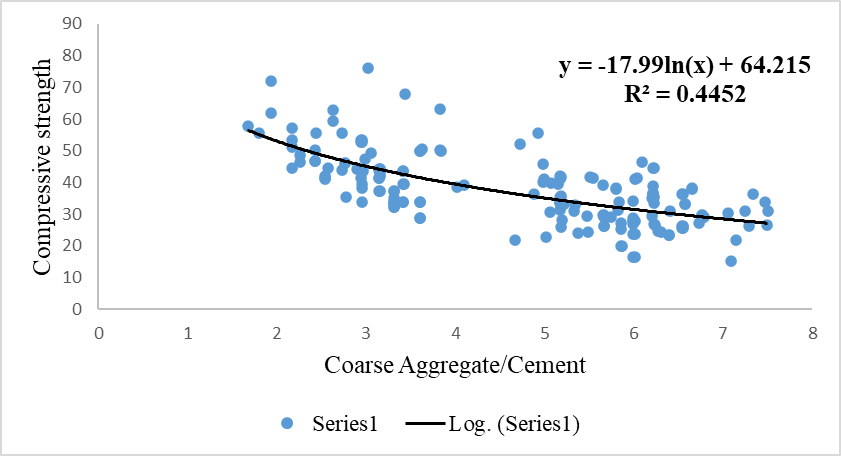 90
80
70
60
50
40
30
20
10
0
Compressive strength
y = -17.99ln(x) + 64.215
R² = 0.4452
0 1 2 3 4 5 6 7 8
Coarse Aggregate/Cement
Series1 Log. (Series1)